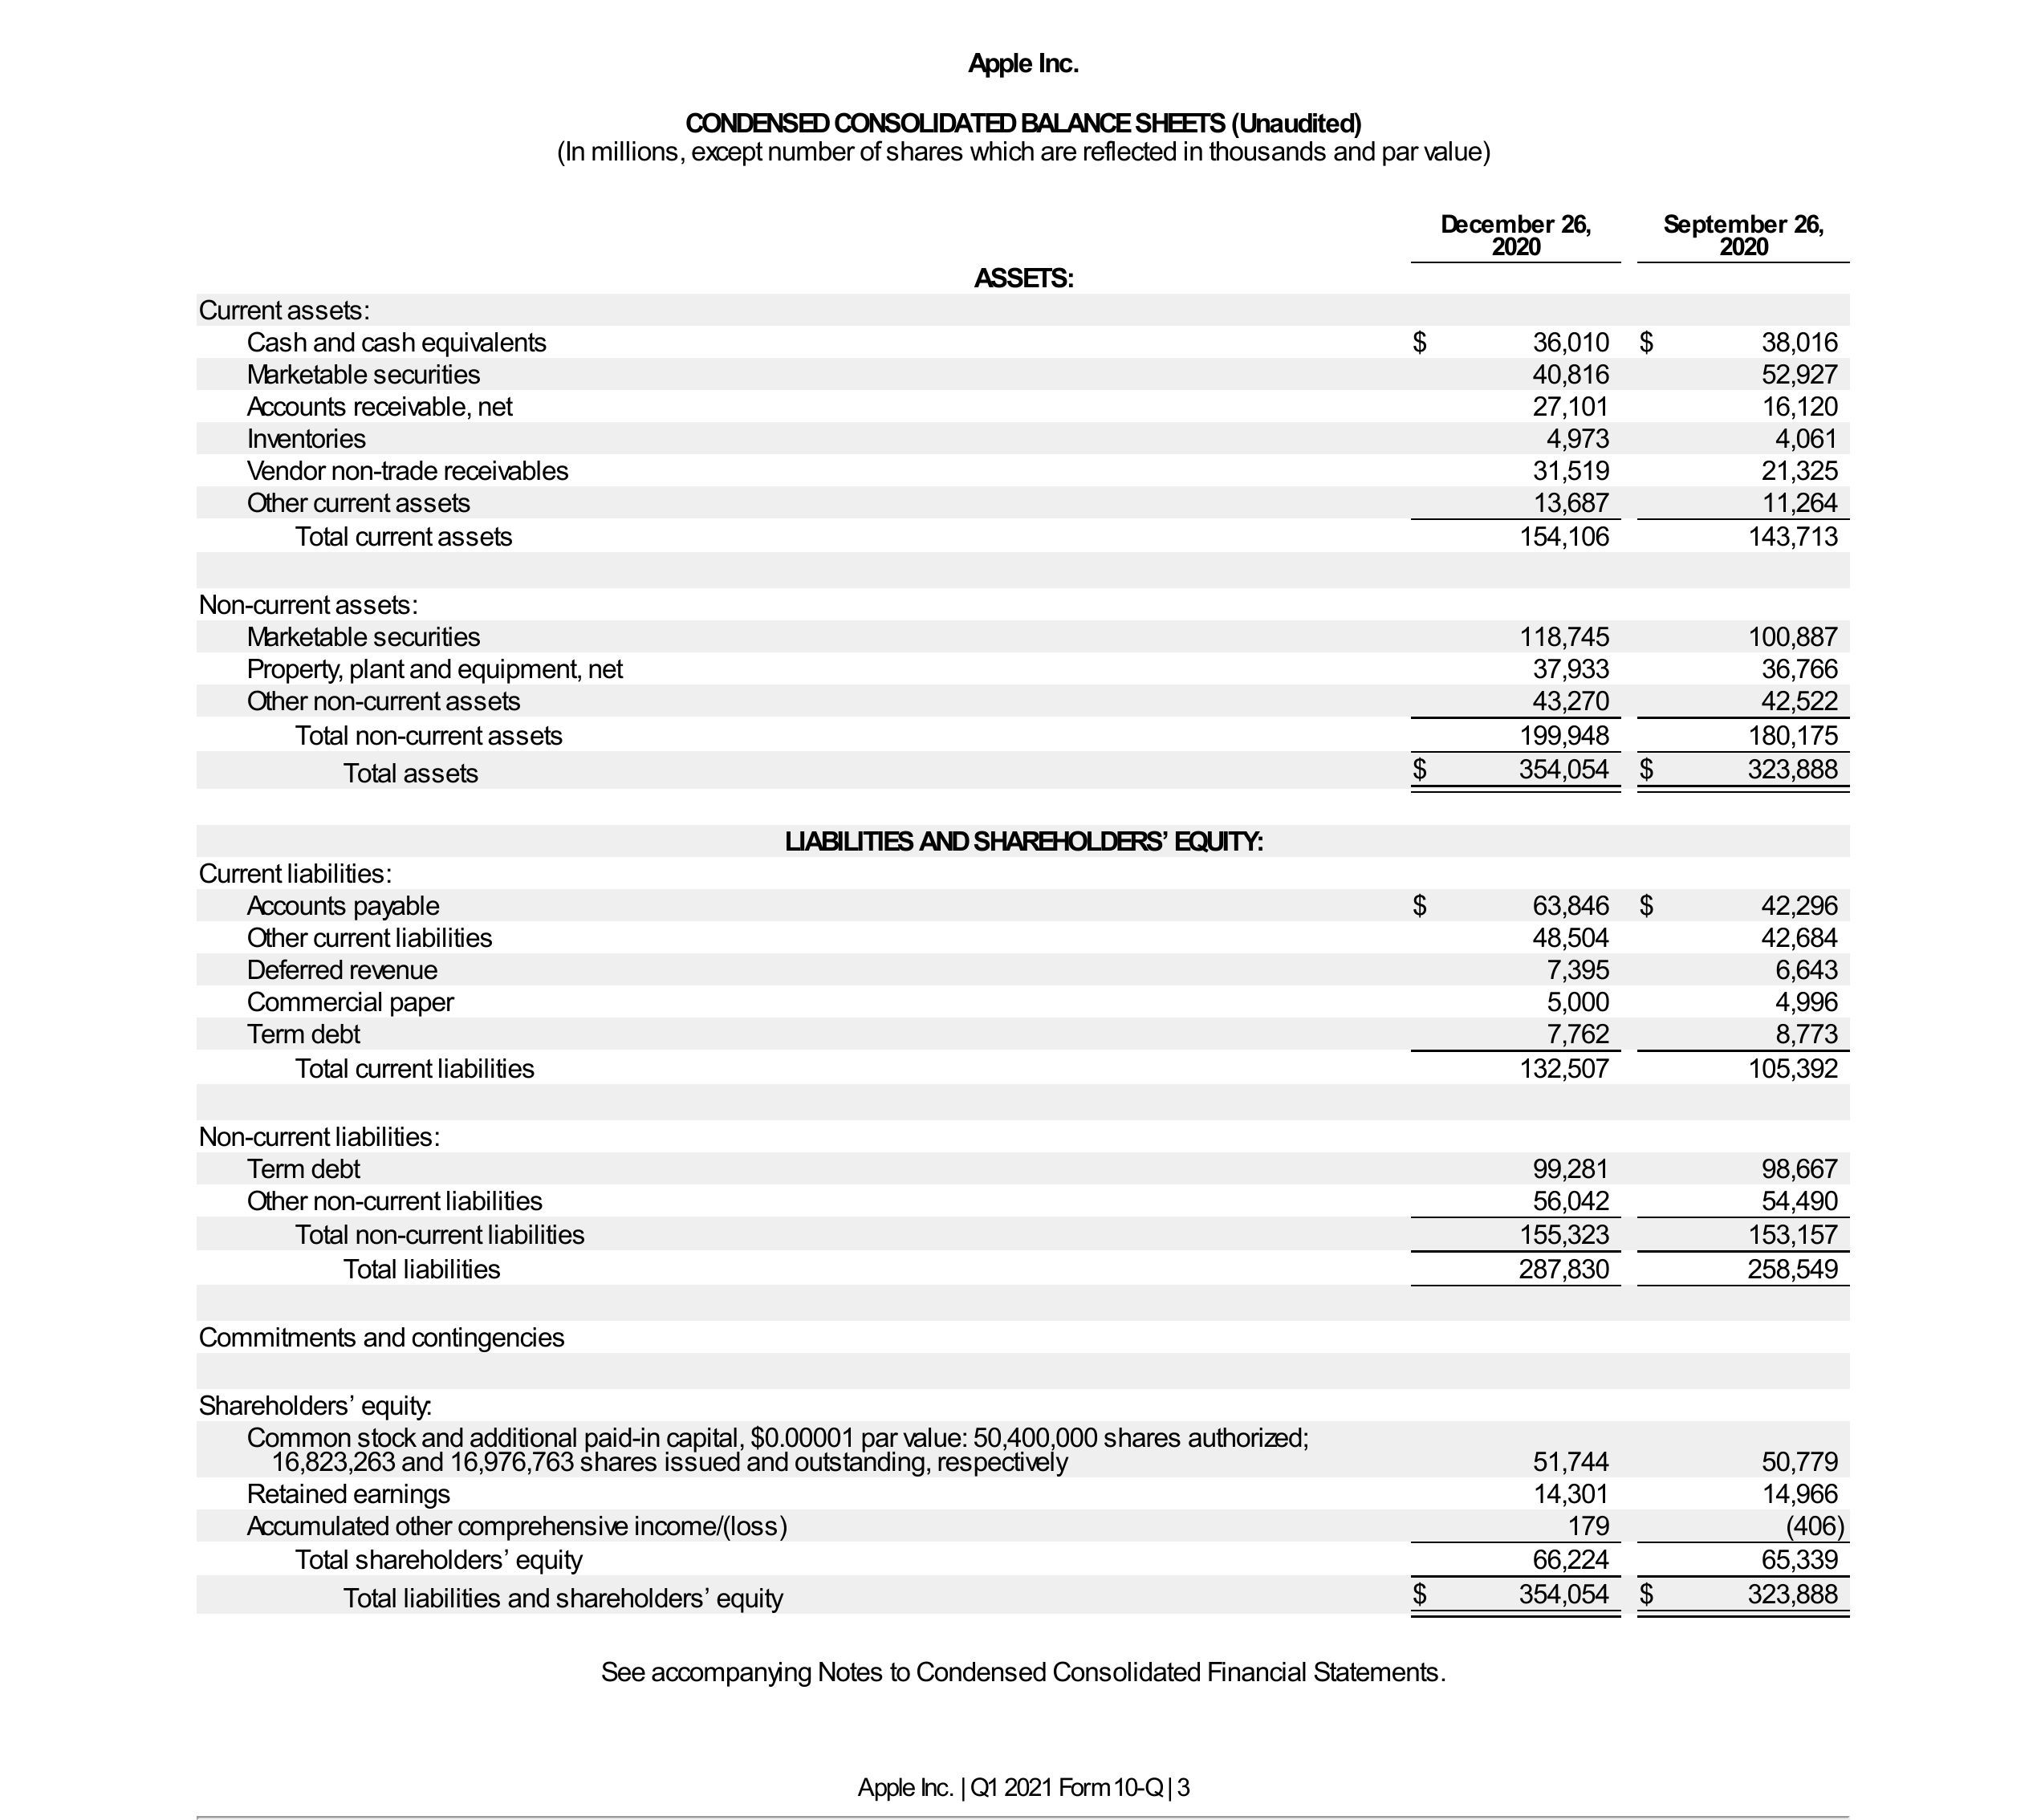 Apple Inc.
CONDENSED CONSOLIDATED BALANCE SHEETS (Unaudited)
(In millions, except number of shares which are reflected in thousands and par value)
December 26, 2020 September 26, 2020
ASSETS:
Current assets:
Cash and cash equivalents $ 36,010 $ 38,016
Marketable securities 40,816 52,927
Accounts receivable, net 27,101 16,120
Inventories 4,973 4,061
Vendor non-trade receivables 31,519 21,325
Other current assets 13,687 11,264
Total current assets 154,106 143,713
Non-current assets:
Marketable securities 118,745 100,887
Property, plant and equipment, net 37,933 36,766
Other non-current assets 43,270 42,522
Total non-current assets 199,948 180,175
Total assets $ 354,054 $ 323,888
LIABILITIES AND SHAREHOLDERS’ EQUITY:
Current liabilities:
Accounts payable $ 63,846 $ 42,296
Other current liabilities 48,504 42,684
Deferred revenue 7,395 6,643
Commercial paper 5,000 4,996
Term debt 7,762 8,773
Total current liabilities 132,507 105,392
Non-current liabilities:
Term debt 99,281 98,667
Other non-current liabilities 56,042 54,490
Total non-current liabilities 155,323 153,157
Total liabilities 287,830 258,549
Commitments and contingencies
Shareholders’ equity:
Common stock and additional paid-in capital, $0.00001 par value: 50,400,000 shares authorized;
16,823,263 and 16,976,763 shares issued and outstanding, respectively 51,744 50,779
Retained earnings 14,301 14,966
Accumulated other comprehensive income/(loss) 179 (406)
Total shareholders’ equity 66,224 65,339
Total liabilities and shareholders’ equity $ 354,054 $ 323,888
See accompanying Notes to Condensed Consolidated Financial Statements.
Apple Inc. | Q1 2021 Form 10-Q | 3